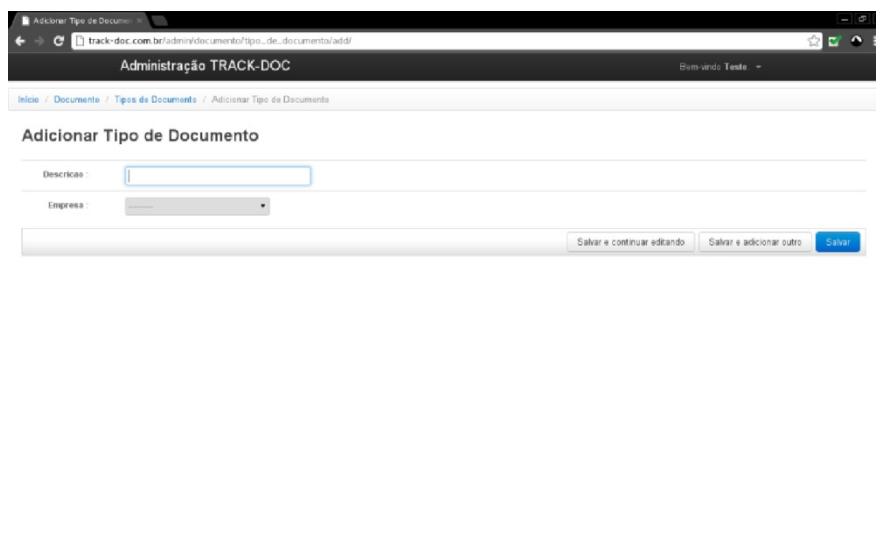 Adicionar Tipo de Documen
track-doc.com.br/admin/documento/tipo_de_documento/add/
Administração TRACK-DOC
Bem-vindo Teste.
Início / Documento / Tipos de Documento / Adicionar Tipo de Documento
Adicionar Tipo de Documento
Descricao :
Empresa :
---------
Salvar e continuar editando
Salvar e adicionar outro
Salvar